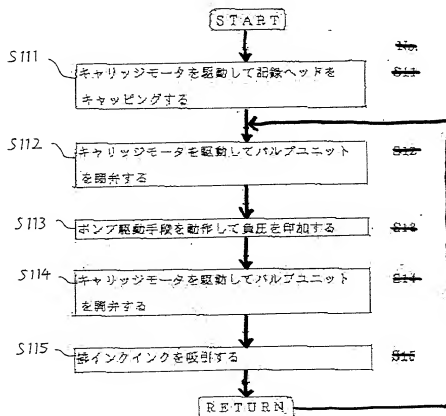 START
No.
S111
S11
キャリッジモータを駆動して記録ヘッドを
キャッピングする
S112
S12
キャリッジモータを駆動してバルブユニット
を閉弁する
S113
S13
ポンプ駆動手段を動作して負圧を印加する
S114
S14
キャリッジモータを駆動してバルブユニット
を開弁する
S115
S15
インクインクを吸引する
RETURN